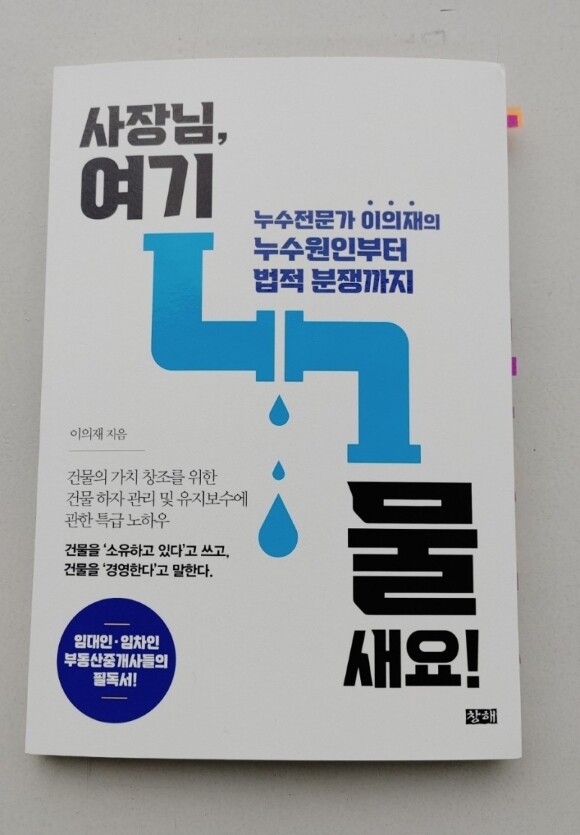 사장님,
여기
누수전문가 이의재의
누수원인부터
법적 분쟁까지
이의재 지음
건물의 가치 창조를 위한
건물 하자 관리 및 유지보수에
관한 특급 노하우
건물을 '소유하고 있다'고 쓰고,
건물을 '경영한다'고 말한다.
물
새요!
임대인·임차인
부동산중개사들의
필독서!
창해